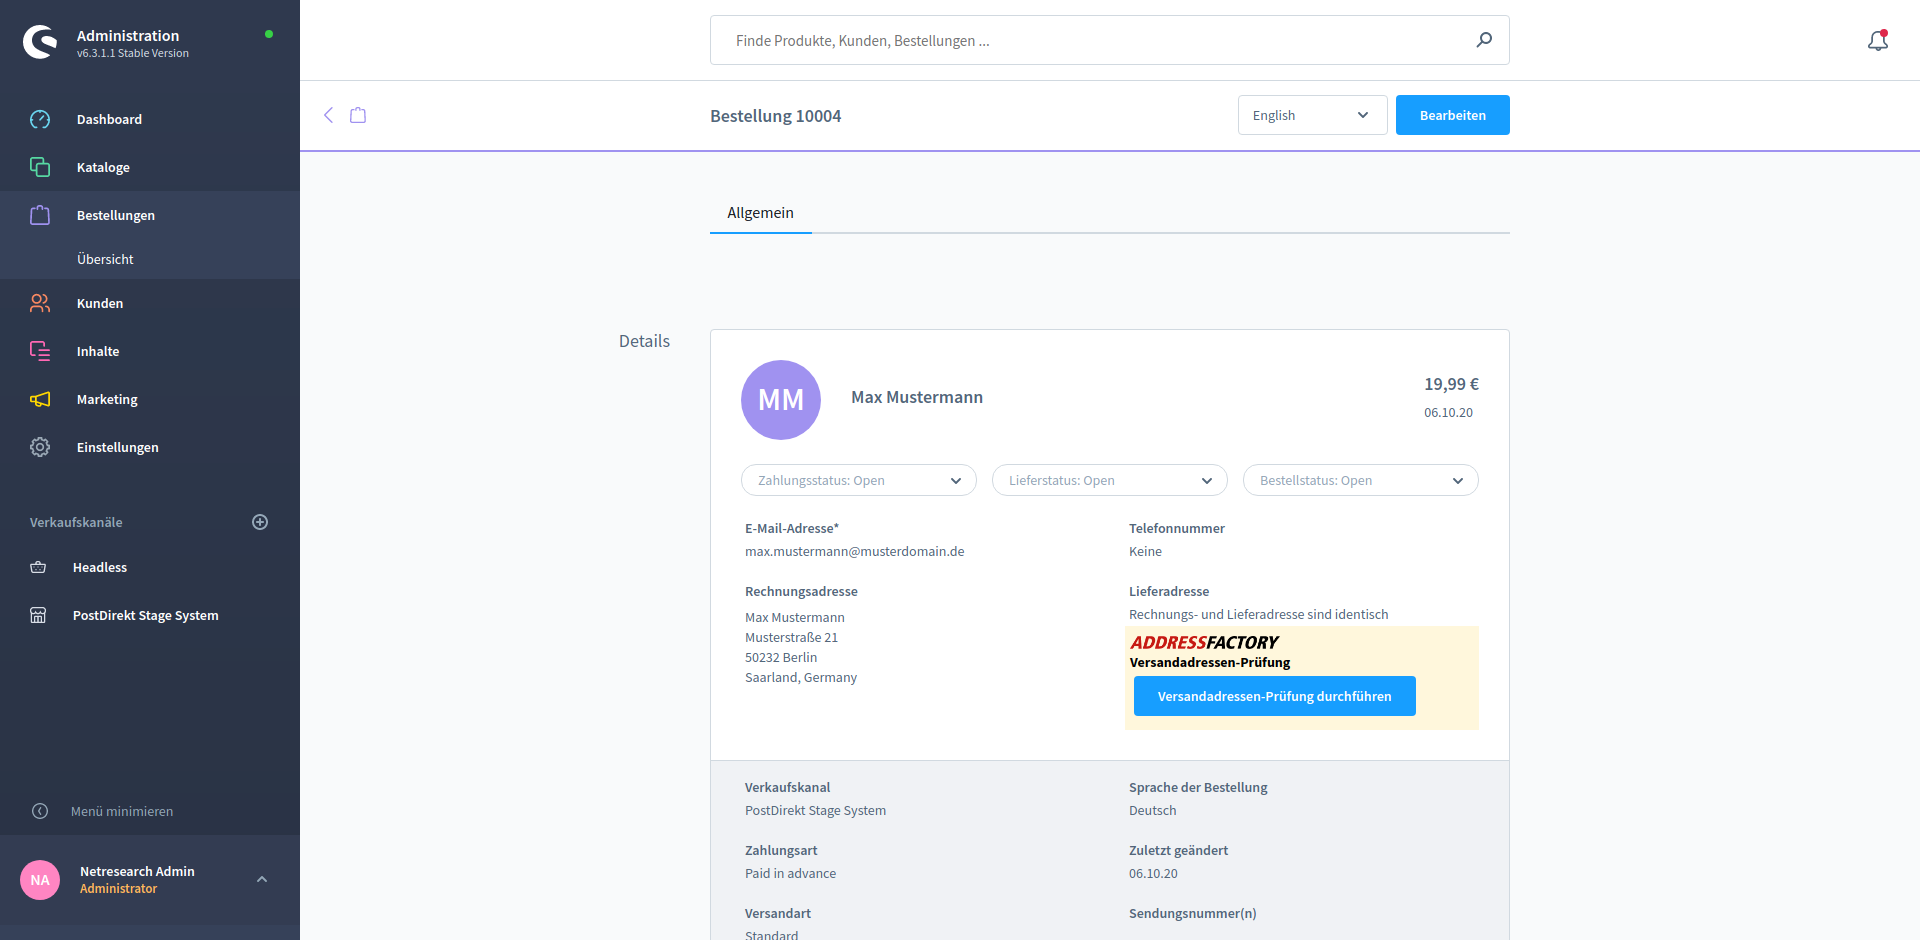 Administration
v6.3.1.1 Stable Version
Dashboard
Kataloge
Bestellungen
Übersicht
Kunden
Inhalte
Marketing
Einstellungen
Verkaufskanäle
Headless
PostDirekt Stage System
Menü minimieren
NA
Netresearch Admin
Administrator
Finde Produkte, Kunden, Bestellungen ...
Bestellung 10004
English
Bearbeiten
Allgemein
Details
MM
Max Mustermann
19,99 €
06.10.20
Zahlungsstatus: Open
Lieferstatus: Open
Bestellstatus: Open
E-Mail-Adresse*
max.mustermann@musterdomain.de
Telefonnummer
Keine
Rechnungsadresse
Max Mustermann
Musterstraße 21
50232 Berlin
Saarland, Germany
Lieferadresse
Rechnungs- und Lieferadresse sind identisch
ADDRESSFACTORY
Versandadressen-Prüfung
Versandadressen-Prüfung durchführen
Verkaufskanal
PostDirekt Stage System
Sprache der Bestellung
Deutsch
Zahlungsart
Paid in advance
Zuletzt geändert
06.10.20
Versandart
Standard
Sendungsnummer(n)